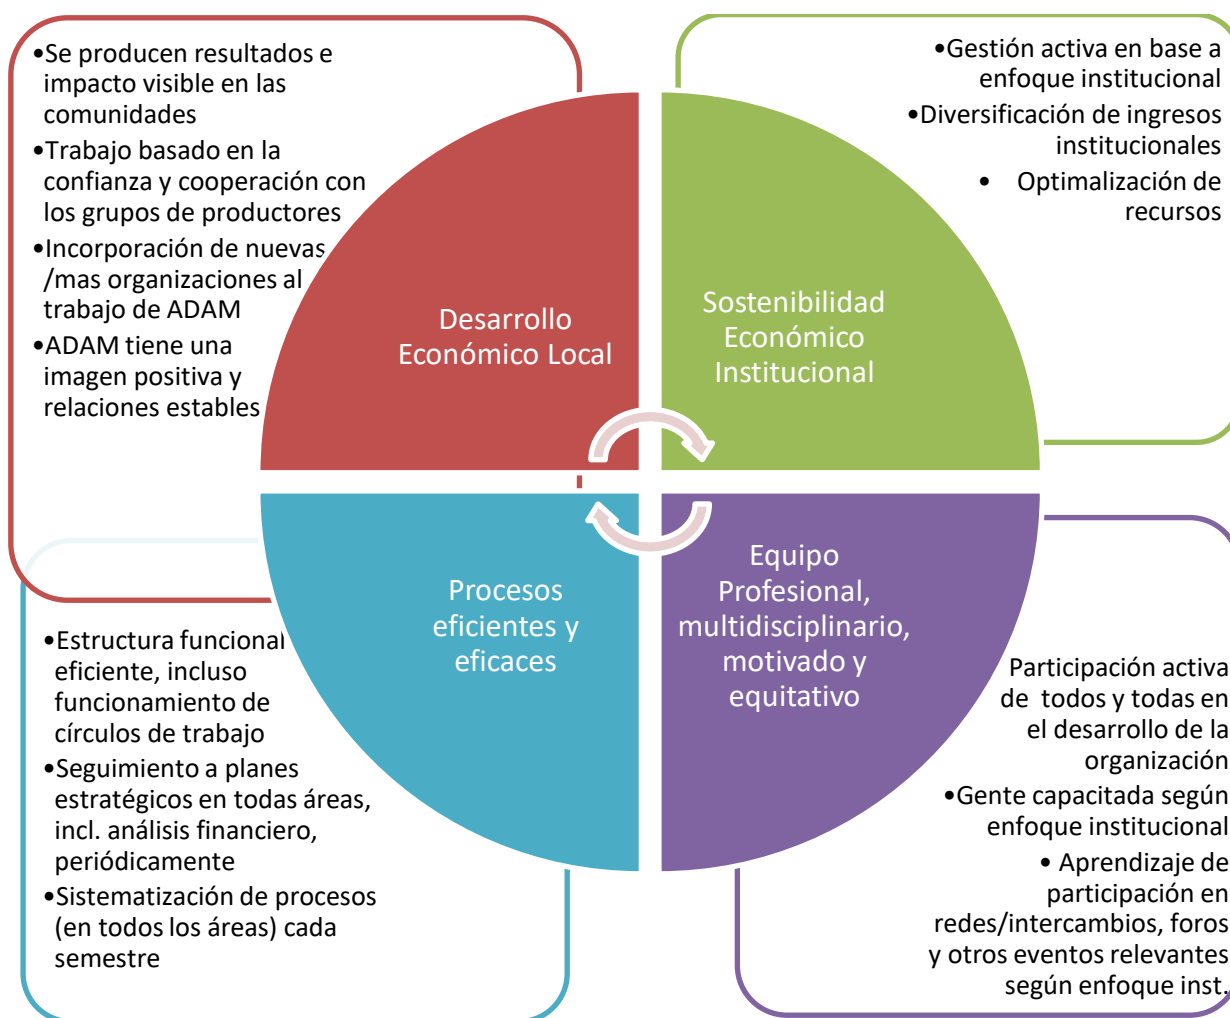 •Se producen resultados e
impacto visible en las
comunidades
•Trabajo basado en la
confianza y cooperación con
los grupos de productores
•Incorporación de nuevas
/mas organizaciones al
trabajo de ADAM
•ADAM tiene una
imagen positiva y
relaciones estables
•Gestión activa en base a
enfoque institucional
•Diversificación de ingresos
institucionales
• Optimalización de
recursos
Desarrollo
Económico Local
Sostenibilidad
Económico
Institucional
Procesos
eficientes y
eficaces
Equipo
Profesional,
multidisciplinario,
motivado y
equitativo
•Estructura funcional
eficiente, incluso
funcionamiento de
círculos de trabajo
•Seguimiento a planes
estratégicos en todas áreas,
incl. análisis financiero,
periódicamente
•Sistematización de procesos
(en todos los áreas) cada
semestre
Participación activa
de todos y todas en
el desarrollo de la
organización
•Gente capacitada según
enfoque institucional
• Aprendizaje de
participación en
redes/intercambios, foros
y otros eventos relevantes
según enfoque inst.